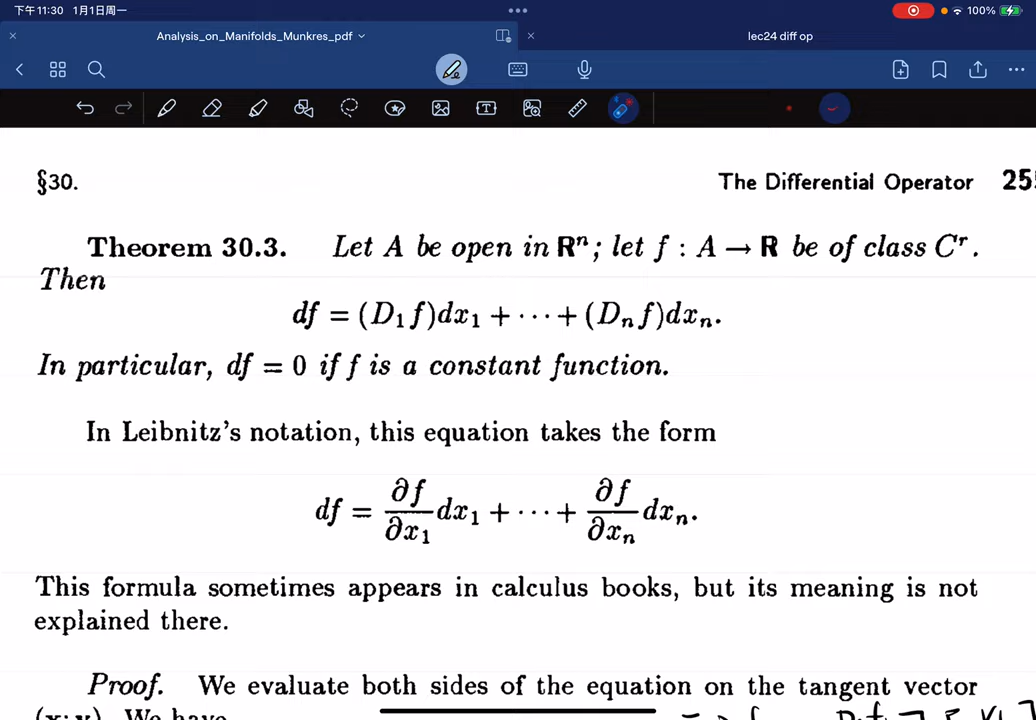 下午11:30 1月1日周一
100%
Analysis_on_Manifolds_Munkres_pdf
lec24 diff op
§30. The Differential Operator 25
Theorem 30.3. Let A be open in Rⁿ; let f : A → R be of class Cʳ.
Then
df = (D₁f)dx₁ + ··· + (Dₙf)dxₙ.
In particular, df = 0 if f is a constant function.
In Leibnitz's notation, this equation takes the form
df = ∂f/∂x₁ dx₁ + ··· + ∂f/∂xₙ dxₙ.
This formula sometimes appears in calculus books, but its meaning is not
explained there.
Proof. We evaluate both sides of the equation on the tangent vector
(x; v). We have